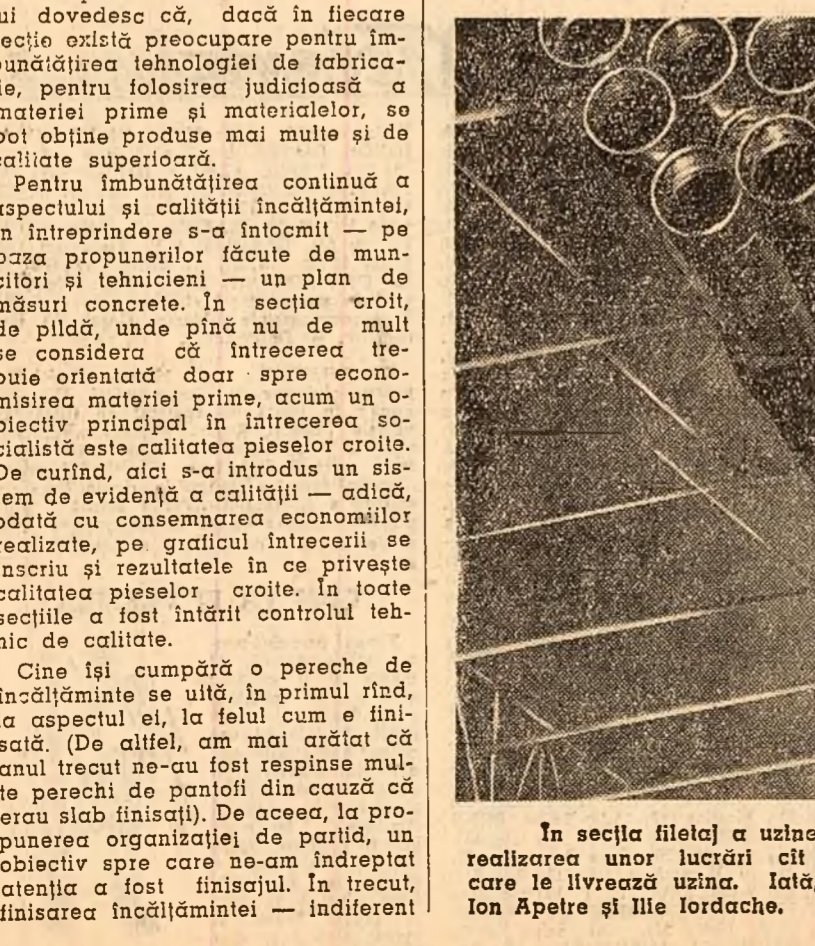 ui dovedesc că, dacă în fiecare
ecție există preocupare pentru îm-
bunătățirea tehnologiei de fabrica-
ie, pentru folosirea judicioasă a
materiei prime și materialelor, se
pot obține produse mai multe și de
calitate superioară.
Pentru îmbunătățirea continuă a
aspectului și calității încălțămintei,
în întreprindere s-a întocmit — pe
baza propunerilor făcute de mun-
citori și tehnicieni — un plan de
măsuri concrete. În secția croit,
de pildă, unde pînă nu de mult
se considera că întrecerea tre-
buie orientată doar spre econo-
misirea materiei prime, acum un o-
biectiv principal în întrecerea so-
cialistă este calitatea pieselor croite.
De curînd, aici s-a introdus un sis-
tem de evidență a calității — adică,
odată cu consemnarea economiilor
realizate, pe graficul întrecerii se
înscriu și rezultatele în ce privește
calitatea pieselor croite. În toate
secțiile a fost întărit controlul teh-
nic de calitate.
Cine își cumpără o pereche de
încălțăminte se uită, în primul rînd,
la aspectul ei, la felul cum e fini-
sată. (De altfel, am mai arătat că
anul trecut ne-au fost respinse mul-
te perechi de pantofi din cauză că
erau slab finisați). De aceea, la pro-
punerea organizației de partid, un
obiectiv spre care ne-am îndreptat
atenția a fost finisajul. În trecut,
finisarea încălțămintei — indiferent
În secția filetaj a uzine
realizarea unor lucrări cît
care le livrează uzina. Iată,
Ion Apetre și Ilie Iordache.